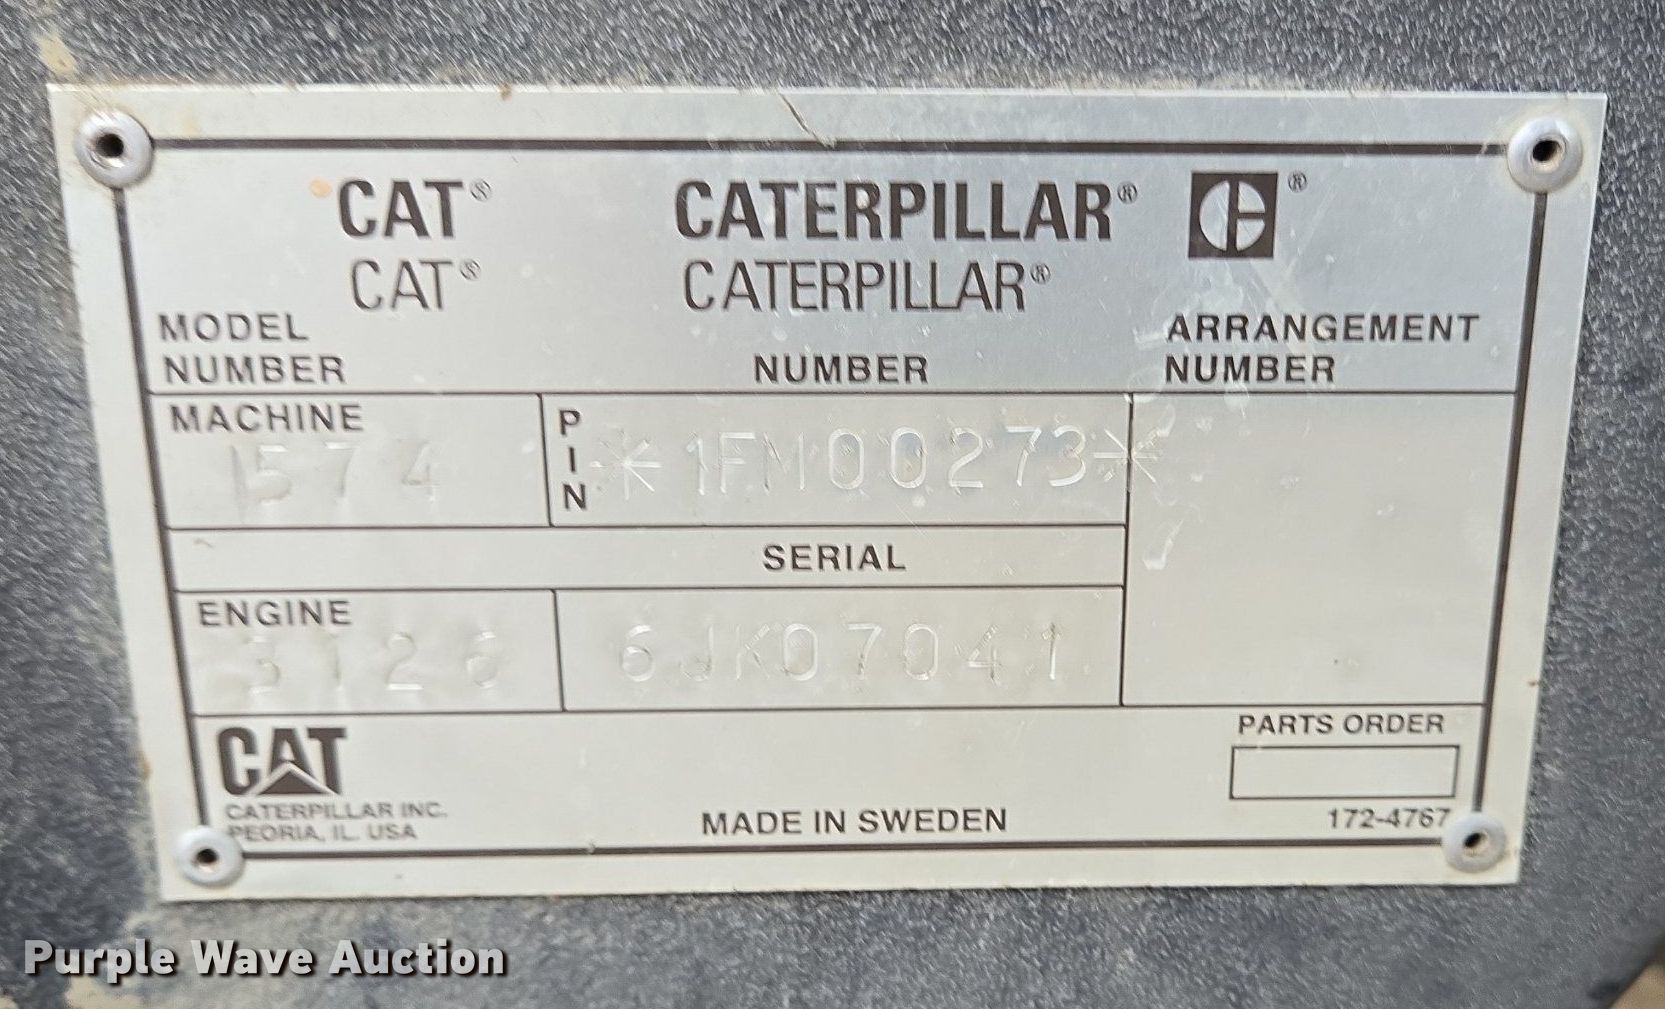 CAT® CATERPILLAR® ®
CAT® CATERPILLAR®
MODEL NUMBER
NUMBER
ARRANGEMENT NUMBER
MACHINE
574
PIN
*1FM00273*
SERIAL
ENGINE
3126
6JK07041
CAT
CATERPILLAR INC.
PEORIA, IL. USA
MADE IN SWEDEN
PARTS ORDER
172-4767
Purple Wave Auction